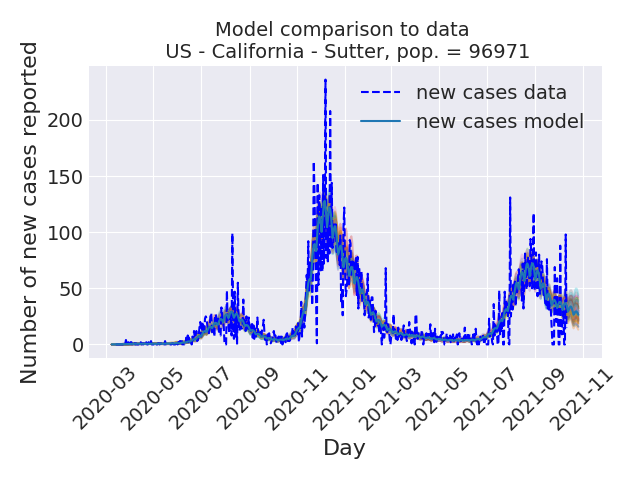 Model comparison to data
US - California - Sutter, pop. = 96971
Number of new cases reported
200
150
100
50
0
new cases data
new cases model
2020-03
2020-05
2020-07
2020-09
2020-11
2021-01
2021-03
2021-05
2021-07
2021-09
2021-11
Day